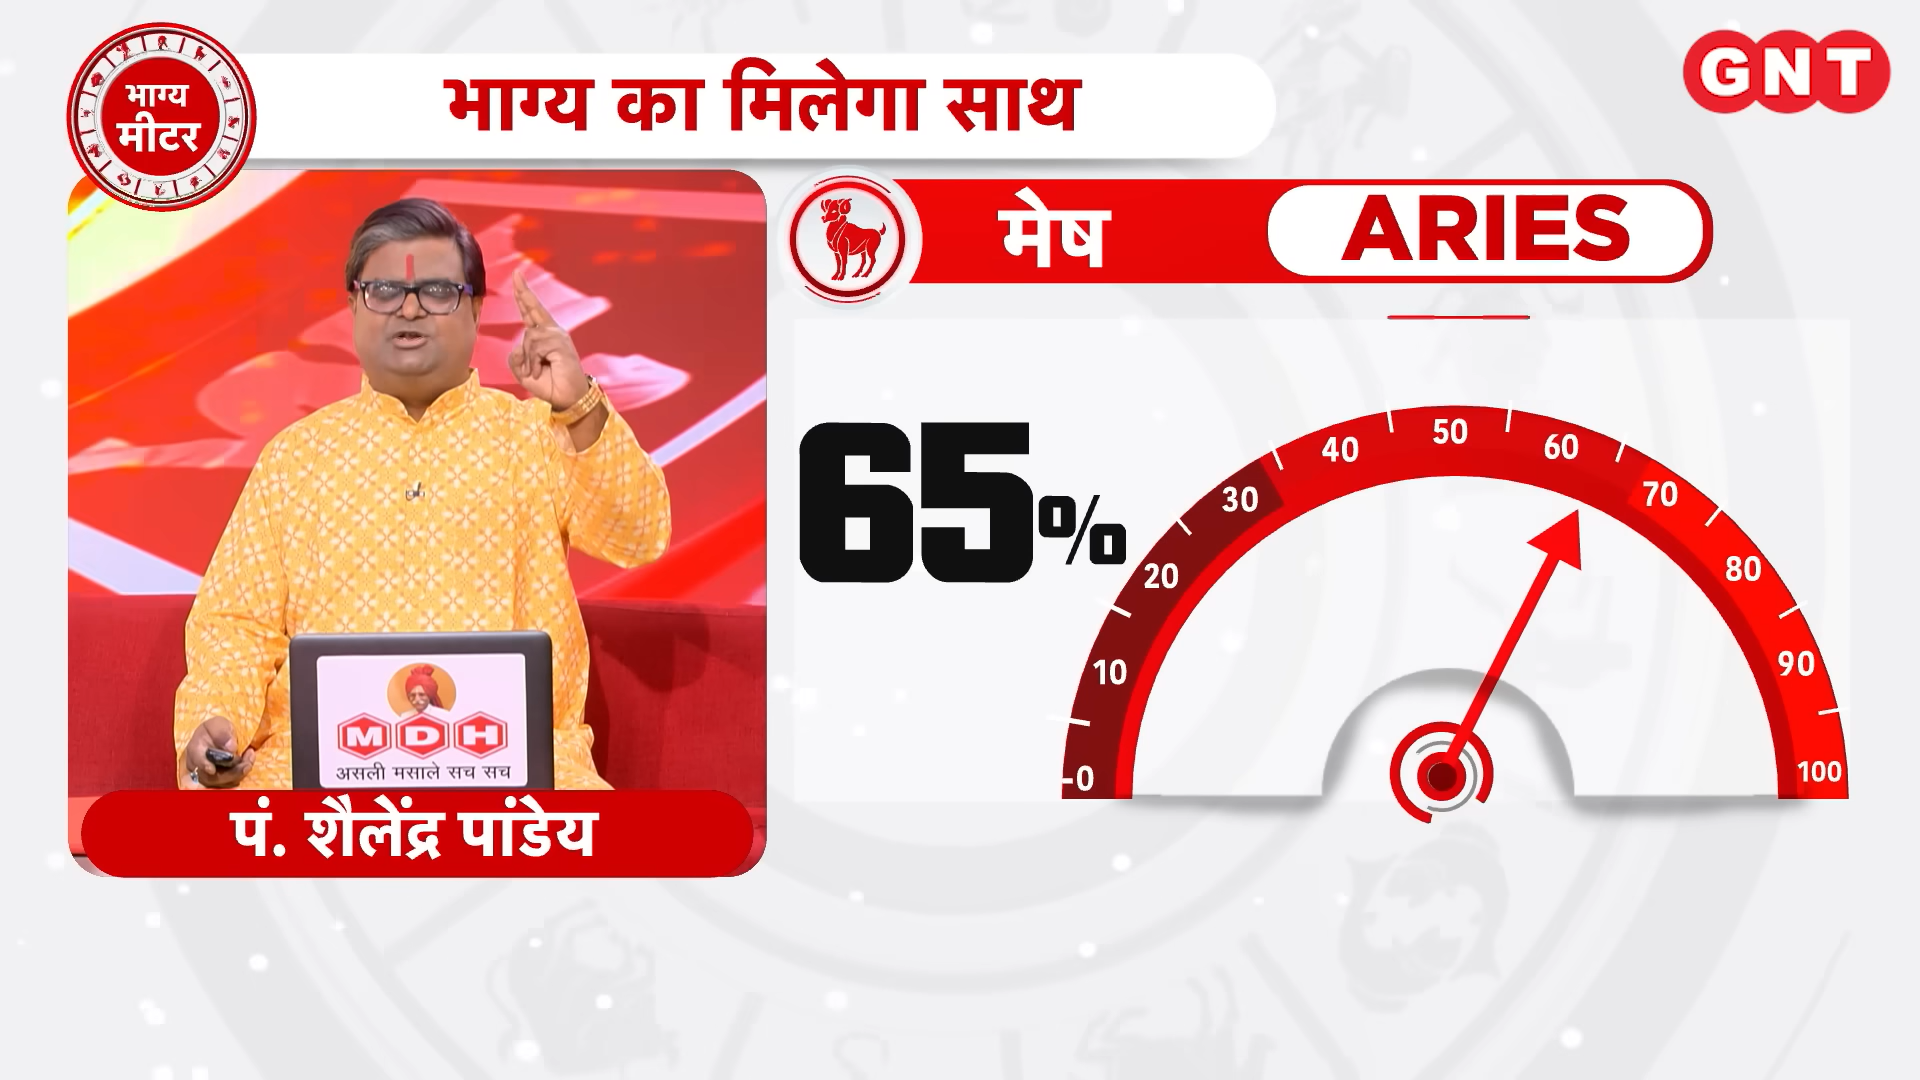 भाग्य
मीटर
भाग्य का मिलेगा साथ
GNT
मेष
ARIES
65%
0
10
20
30
40
50
60
70
80
90
100
MDH
असली मसाले सच सच
पं. शैलेंद्र पांडेय